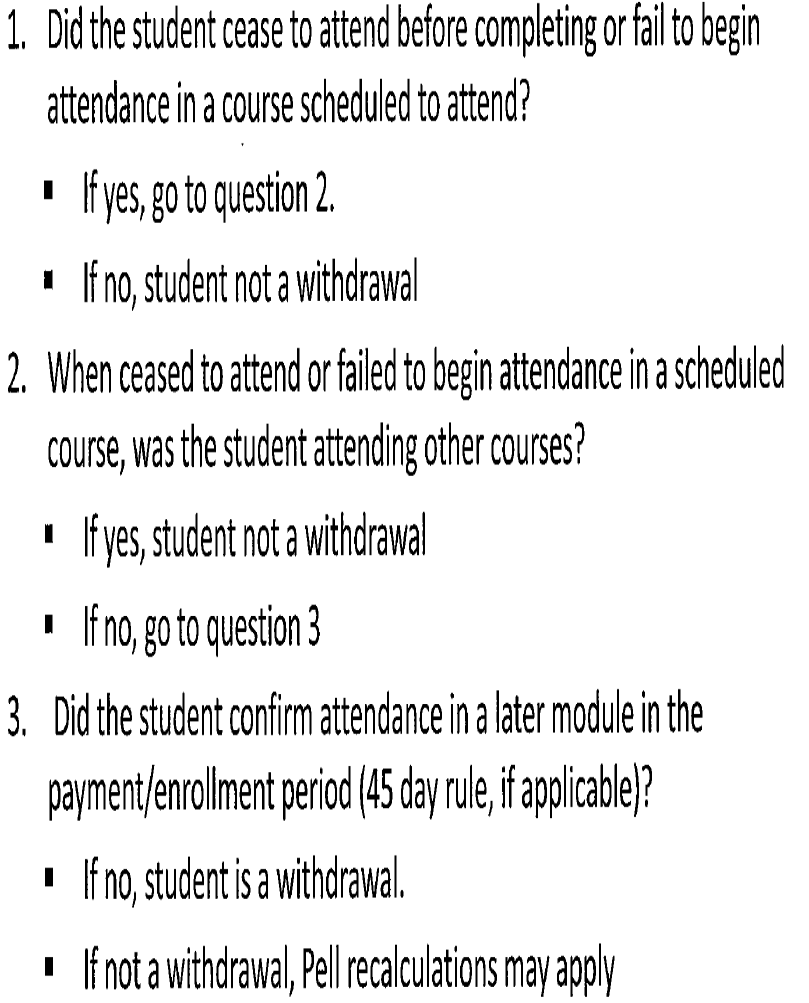 1. Did the student cease to attend before completing or fail to begin
attendance in a course scheduled to attend?
▪ If yes, go to question 2.
▪ If no, student not a withdrawal
2. When ceased to attend or failed to begin attendance in a scheduled
course, was the student attending other courses?
▪ If yes, student not a withdrawal
▪ If no, go to question 3
3. Did the student confirm attendance in a later module in the
payment/enrollment period (45 day rule, if applicable)?
▪ If no, student is a withdrawal.
▪ If not a withdrawal, Pell recalculations may apply